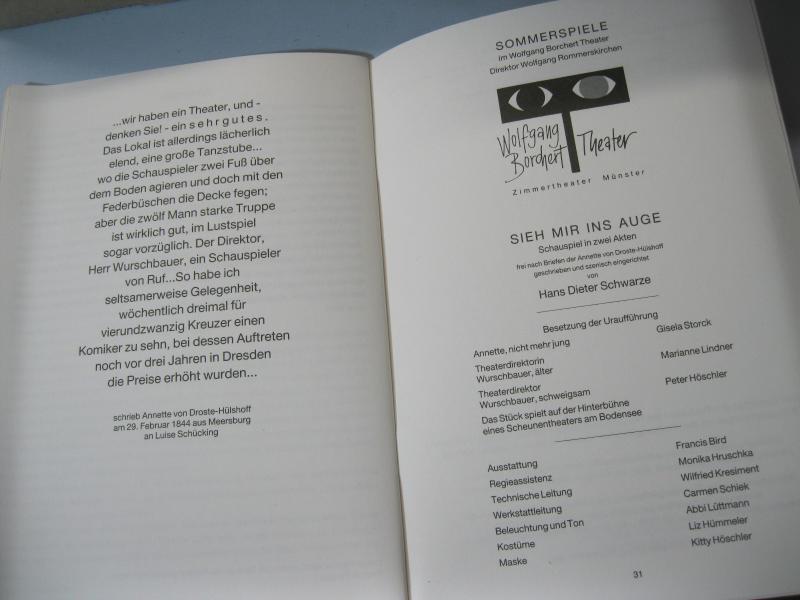 ...wir haben ein Theater, und -
denken Sie! - ein s e h r g u t e s .
Das Lokal ist allerdings lächerlich
elend, eine große Tanzstube...
wo die Schauspieler zwei Fuß über
dem Boden agieren und doch mit den
Federbüschen die Decke fegen;
aber die zwölf Mann starke Truppe
ist wirklich gut, im Lustspiel
sogar vorzüglich. Der Direktor,
Herr Wurschbauer, ein Schauspieler
von Ruf...So habe ich
seltsamerweise Gelegenheit,
wöchentlich dreimal für
vierundzwanzig Kreuzer einen
Komiker zu sehn, bei dessen Auftreten
noch vor drei Jahren in Dresden
die Preise erhöht wurden...
schrieb Annette von Droste-Hülshoff
am 29. Februar 1844 aus Meersburg
an Luise Schücking
SOMMERSPIELE
im Wolfgang Borchert Theater
Direktor Wolfgang Rommerskirchen
Wolfgang
Borchert Theater
Zimmertheater Münster
SIEH MIR INS AUGE
Schauspiel in zwei Akten
frei nach Briefen der Annette von Droste-Hülshoff
geschrieben und szenisch eingerichtet
von
Hans Dieter Schwarze
Besetzung der Uraufführung
Annette, nicht mehr jung Gisela Storck
Theaterdirektorin
Wurschbauer, älter Marianne Lindner
Theaterdirektor
Wurschbauer, schweigsam Peter Höschler
Das Stück spielt auf der Hinterbühne
eines Scheunentheaters am Bodensee
Ausstattung Francis Bird
Regieassistenz Monika Hruschka
Technische Leitung Wilfried Kresiment
Werkstattleitung Carmen Schiek
Beleuchtung und Ton Abbi Lüttmann
Kostüme Liz Hümmeler
Maske Kitty Höschler
31